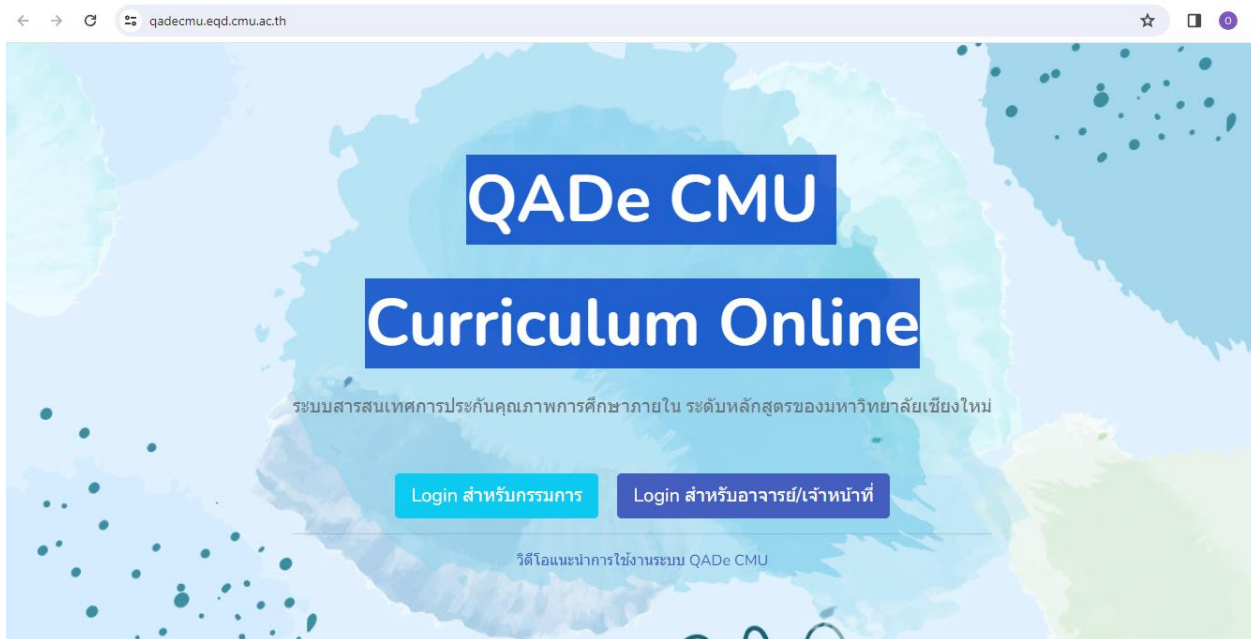 qadecmu.eqd.cmu.ac.th
O
QADe CMU
Curriculum Online
ระบบสารสนเทศการประกันคุณภาพการศึกษาภายใน ระดับหลักสูตรของมหาวิทยาลัยเชียงใหม่
Login สำหรับกรรมการ Login สำหรับอาจารย์/เจ้าหน้าที่
วิดีโอแนะนำการใช้งานระบบ QADe CMU